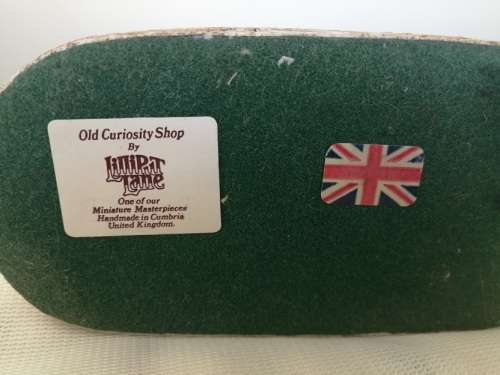 Old Curiosity Shop
By
Lilliput
Lane
One of our
Miniature Masterpieces
Handmade in Cumbria
United Kingdom.